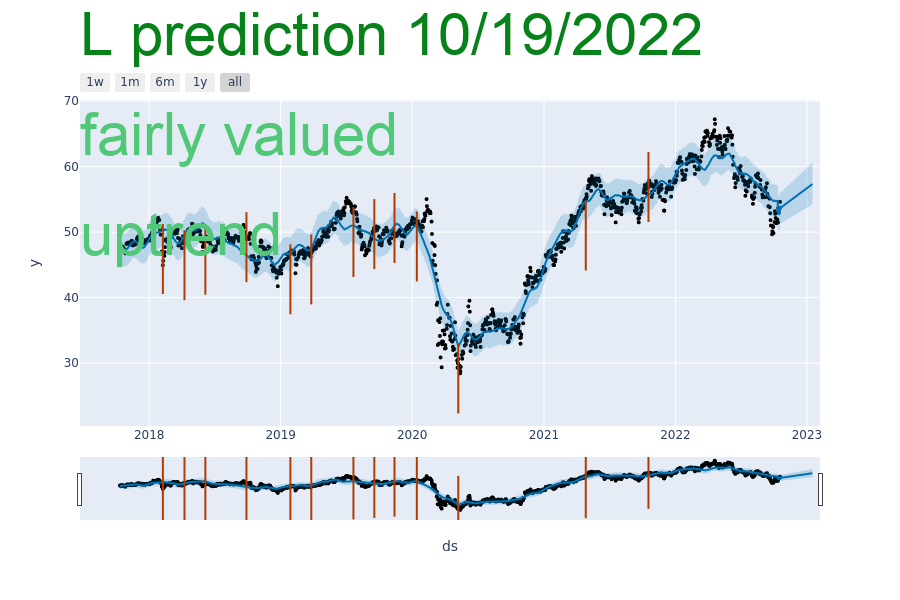 L prediction 10/19/2022
1w 1m 6m 1y all
fairly valued
uptrend
70
60
50
40
30
y
2018 2019 2020 2021 2022 2023
ds